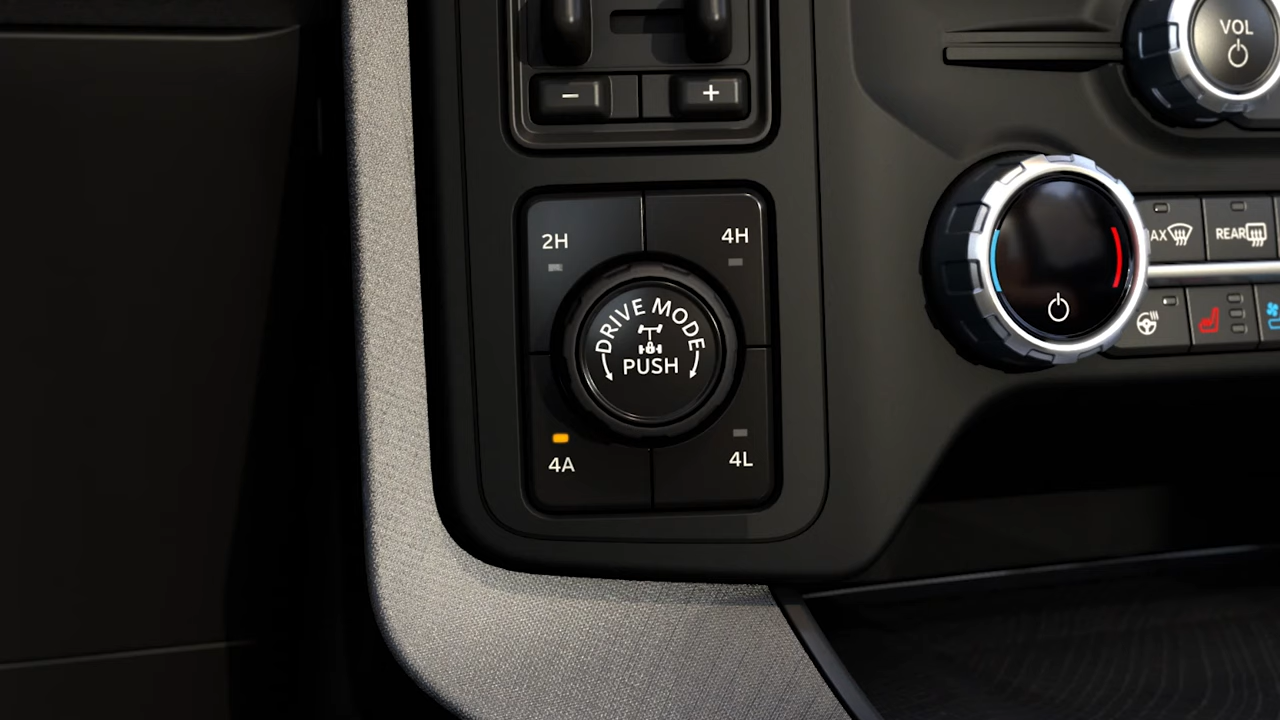 − +
VOL
2H 4H
DRIVE MODE
PUSH
4A 4L
REAR